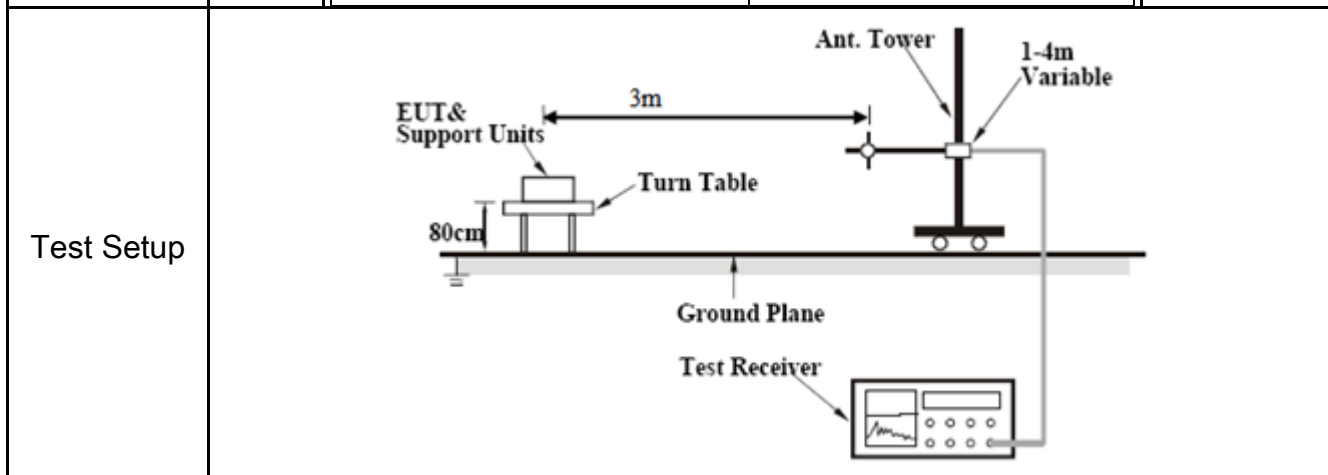 Test Setup
Ant. Tower
1-4m
Variable
3m
EUT&
Support Units
Turn Table
80cm
Ground Plane
Test Receiver